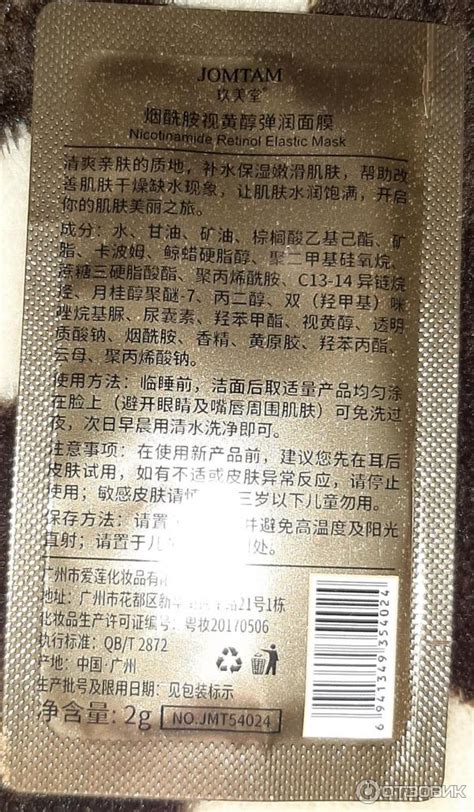 JOMTAM
玖美堂®
烟酰胺视黄醇弹润面膜
Nicotinamide Retinol Elastic Mask
清爽亲肤的质地，补水保湿嫩滑肌肤，帮助改
善肌肤干燥缺水现象，让肌肤水润饱满，开启
你的肌肤美丽之旅。
成分：水、甘油、矿油、棕榈酸乙基己酯、矿
脂、卡波姆、鲸蜡硬脂醇、聚二甲基硅氧烷、
蔗糖三硬脂酸酯、聚丙烯酰胺、C13-14 异链烷
烃、月桂醇聚醚-7、丙二醇、双（羟甲基）咪
唑烷基脲、尿囊素、羟苯甲酯、视黄醇、透明
质酸钠、烟酰胺、香精、黄原胶、羟苯丙酯、
云母、聚丙烯酸钠。
使用方法：临睡前，洁面后取适量产品均匀涂
在脸上（避开眼睛及嘴唇周围肌肤）可免洗过
夜，次日早晨用清水洗净即可。
注意事项：在使用新产品前，建议您先在耳后
皮肤试用，如有不适或皮肤异常反应，请停止
使用；敏感皮肤请慎 三岁以下儿童勿用。
保存方法：请置 并避免高温度及阳光
直射；请置于儿 处。
广州市爱莲化妆品有
地址：广州市花都区新 路21号1栋
化妆品生产许可证编号：粤妆20170506
执行标准：QB/T 2872
产地：中国·广州
生产批号及限用日期：见包装标示
净含量：2g
NO.JMT54024
6941349354024
ОТЗОВИК